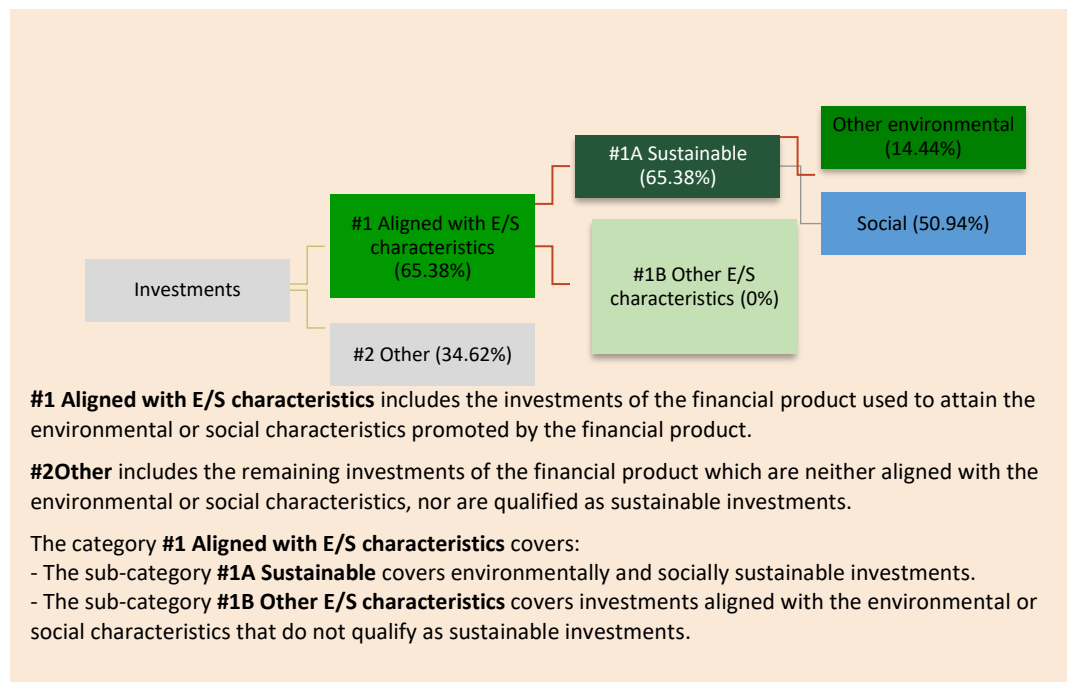 Other environmental
(14.44%)
#1A Sustainable
(65.38%)
Social (50.94%)
#1 Aligned with E/S
characteristics
(65.38%)
#1B Other E/S
characteristics (0%)
Investments
#2 Other (34.62%)
#1 Aligned with E/S characteristics includes the investments of the financial product used to attain the
environmental or social characteristics promoted by the financial product.
#2Other includes the remaining investments of the financial product which are neither aligned with the
environmental or social characteristics, nor are qualified as sustainable investments.
The category #1 Aligned with E/S characteristics covers:
- The sub-category #1A Sustainable covers environmentally and socially sustainable investments.
- The sub-category #1B Other E/S characteristics covers investments aligned with the environmental or
social characteristics that do not qualify as sustainable investments.